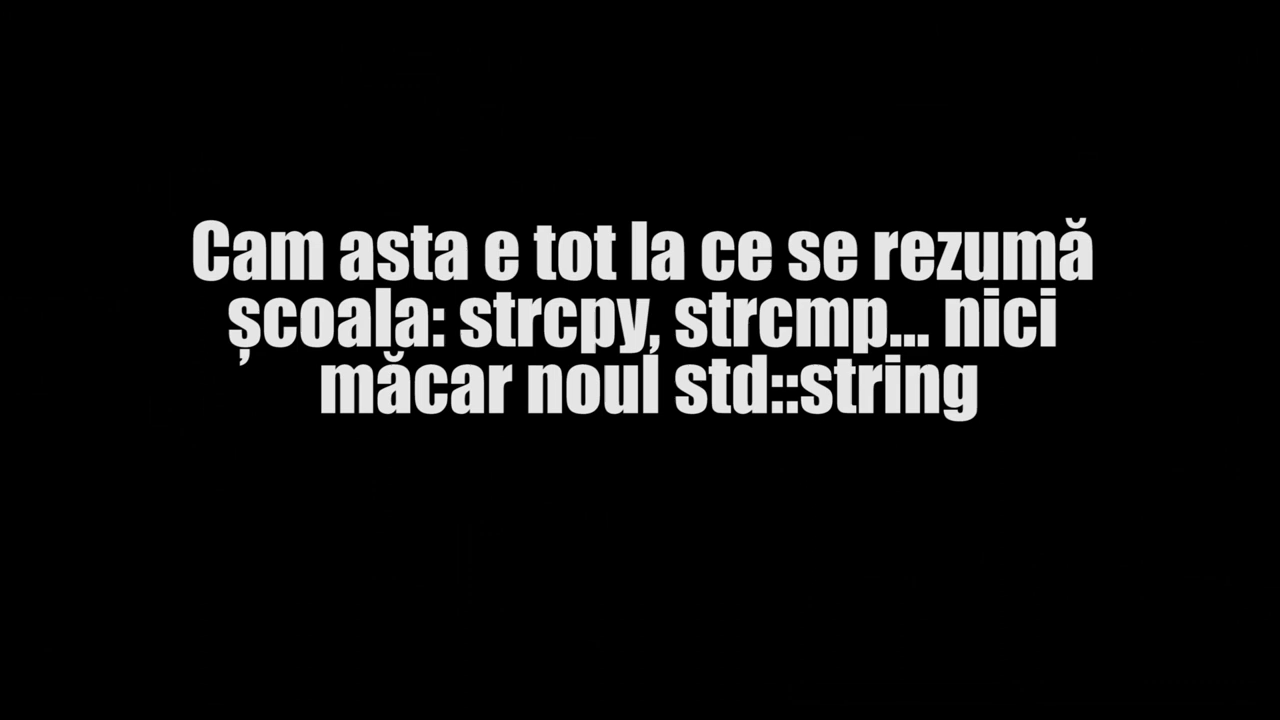 Cam asta e tot la ce se rezumă
școala: strcpy, strcmp... nici
măcar noul std::string